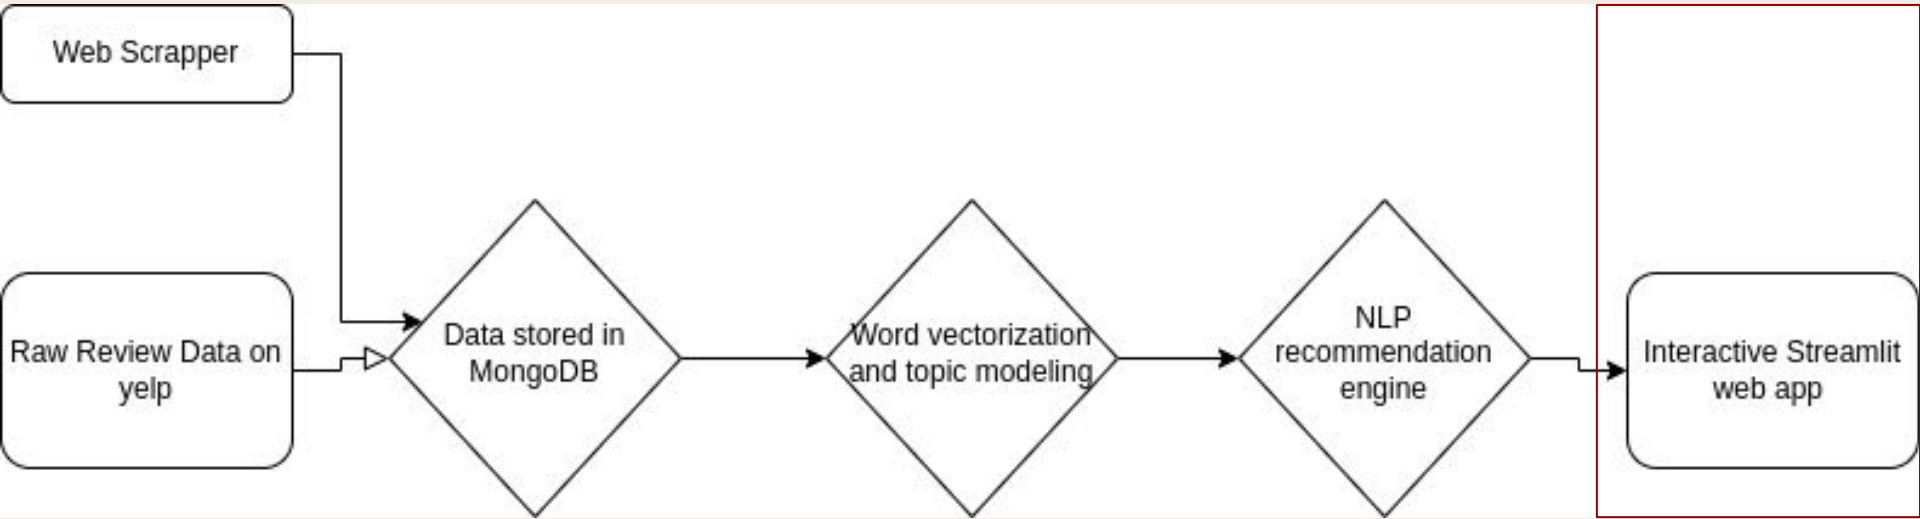 Web Scrapper
Raw Review Data on
yelp
Data stored in
MongoDB
Word vectorization
and topic modeling
NLP
recommendation
engine
Interactive Streamlit
web app